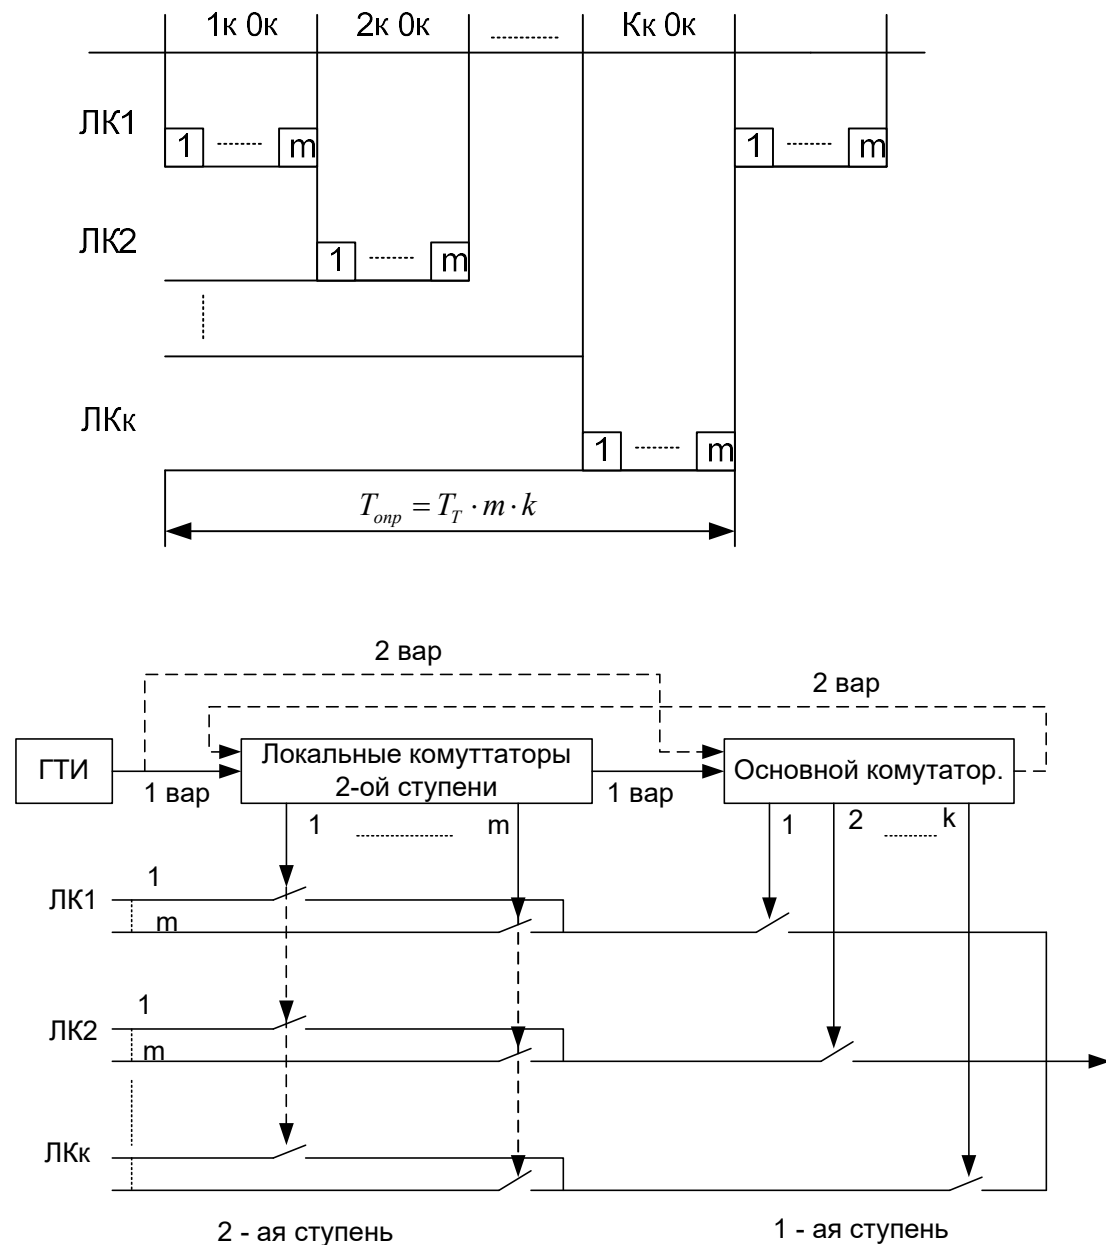 1к 0к 2к 0к ........... Кк 0к
ЛК1
1 ........ m 1 ........ m
ЛК2
1 ........ m
ЛКк
1 ........ m
T_опр = T_T · m · k
2 вар
2 вар
ГТИ
1 вар
Локальные комуттаторы
2-ой ступени
1 вар
Основной комутатор.
1 ........ m
1 2 ........ k
1
ЛК1
m
1
ЛК2
m
ЛКк
2 - ая ступень
1 - ая ступень